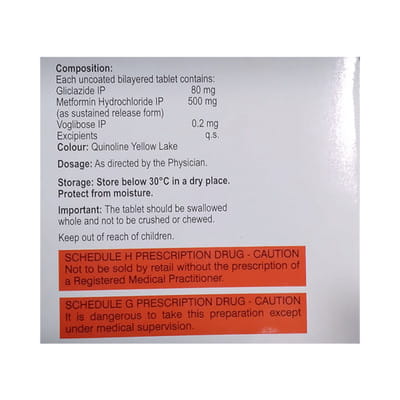 Composition:
Each uncoated bilayered tablet contains:
Gliclazide IP 80 mg
Metformin Hydrochloride IP 500 mg
(as sustained release form)
Voglibose IP 0.2 mg
Excipients q.s.
Colour: Quinoline Yellow Lake
Dosage: As directed by the Physician.
Storage: Store below 30°C in a dry place.
Protect from moisture.
Important: The tablet should be swallowed
whole and not to be crushed or chewed.
Keep out of reach of children.
SCHEDULE H PRESCRIPTION DRUG - CAUTION
Not to be sold by retail without the prescription of
a Registered Medical Practitioner.
SCHEDULE G PRESCRIPTION DRUG - CAUTION
It is dangerous to take this preparation except
under medical supervision.